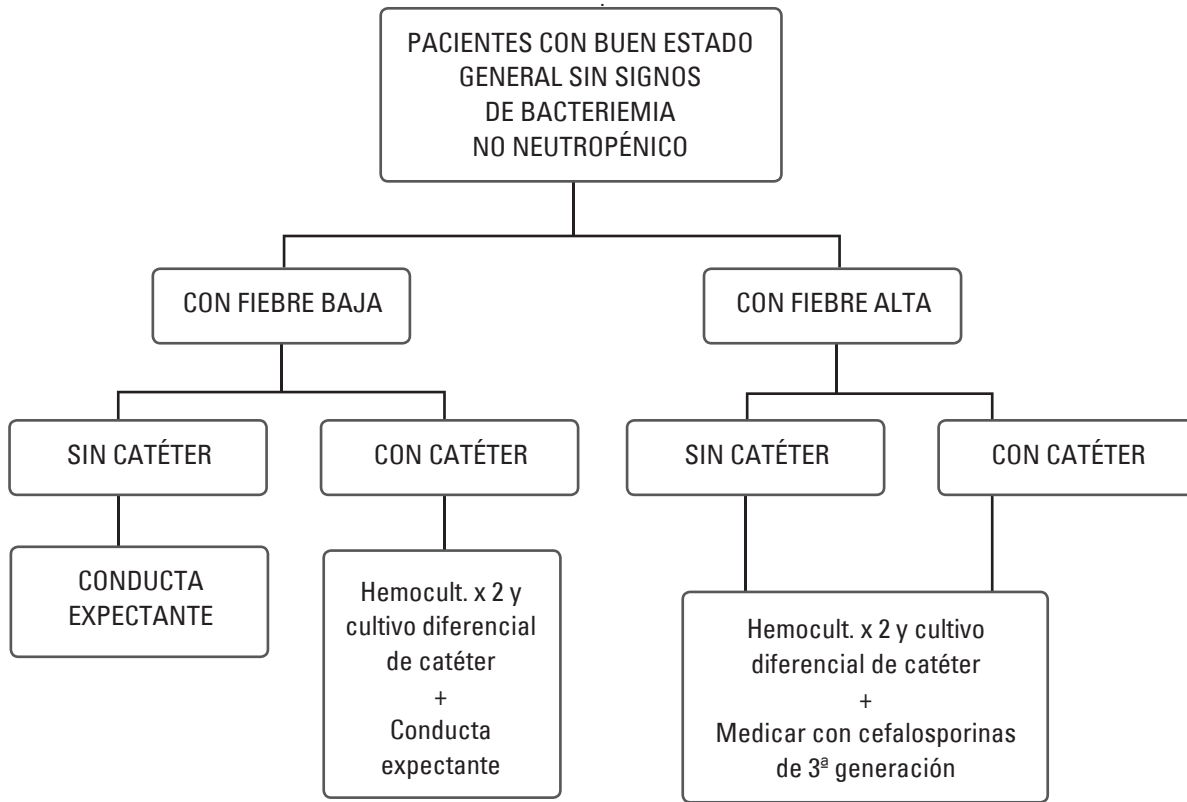 PACIENTES CON BUEN ESTADO
GENERAL SIN SIGNOS
DE BACTERIEMIA
NO NEUTROPÉNICO
CON FIEBRE BAJA
CON FIEBRE ALTA
SIN CATÉTER
CON CATÉTER
SIN CATÉTER
CON CATÉTER
CONDUCTA
EXPECTANTE
Hemocult. x 2 y
cultivo diferencial
de catéter
+
Conducta
expectante
Hemocult. x 2 y cultivo
diferencial de catéter
+
Medicar con cefalosporinas
de 3ª generación